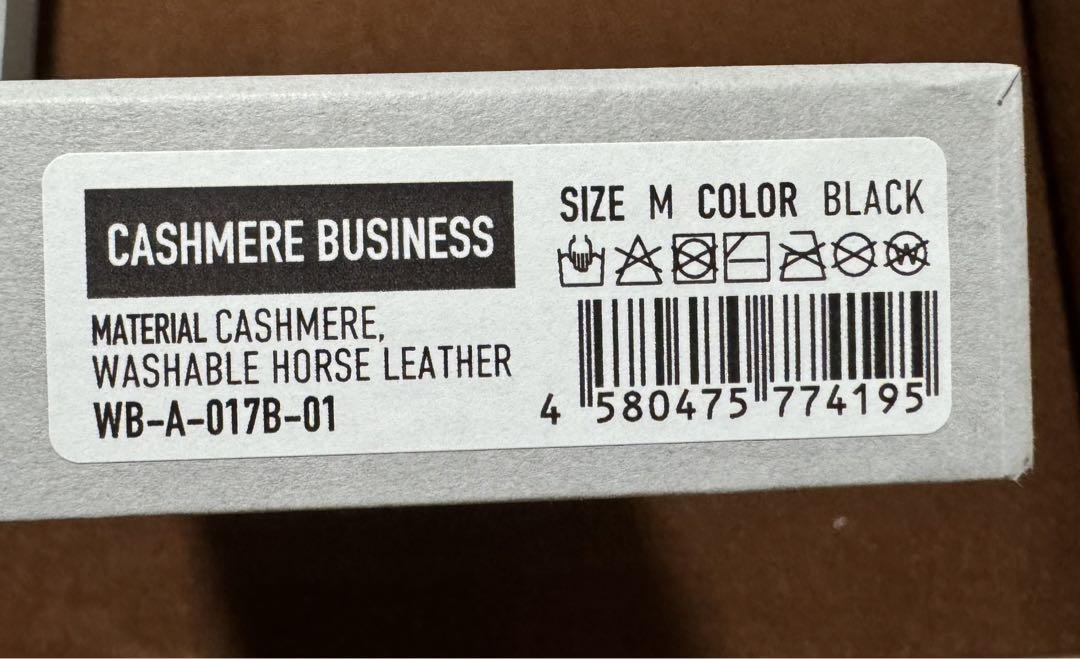 CASHMERE BUSINESS
MATERIAL CASHMERE,
WASHABLE HORSE LEATHER
WB-A-017B-01
SIZE M COLOR BLACK
W
4 580475 774195